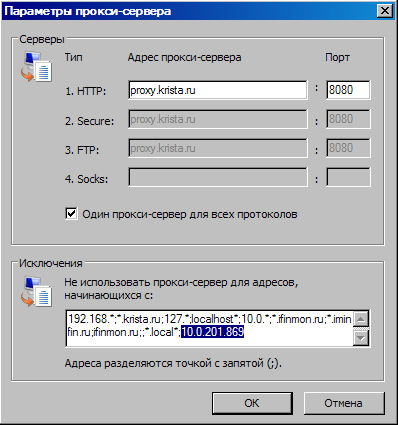 Параметры прокси-сервера
Серверы
Тип Адрес прокси-сервера Порт
1. HTTP: proxy.krista.ru : 8080
2. Secure: proxy.krista.ru : 8080
3. FTP: proxy.krista.ru : 8080
4. Socks: :
Один прокси-сервер для всех протоколов
Исключения
Не использовать прокси-сервер для адресов,
начинающихся с:
192.168.*;*.krista.ru;127.*;localhost*;10.0.*;*.ifinmon.ru;*.imin
fin.ru;ifinmon.ru;;*.local*;10.0.201.869
Адреса разделяются точкой с запятой (;).
OK Отмена